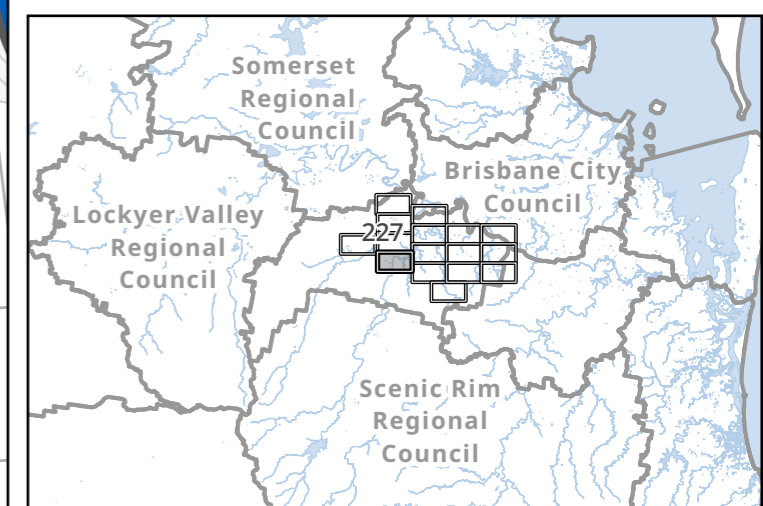 Somerset
Regional
Council
Brisbane City
Council
Lockyer Valley
Regional
Council
227
Scenic Rim
Regional
Council